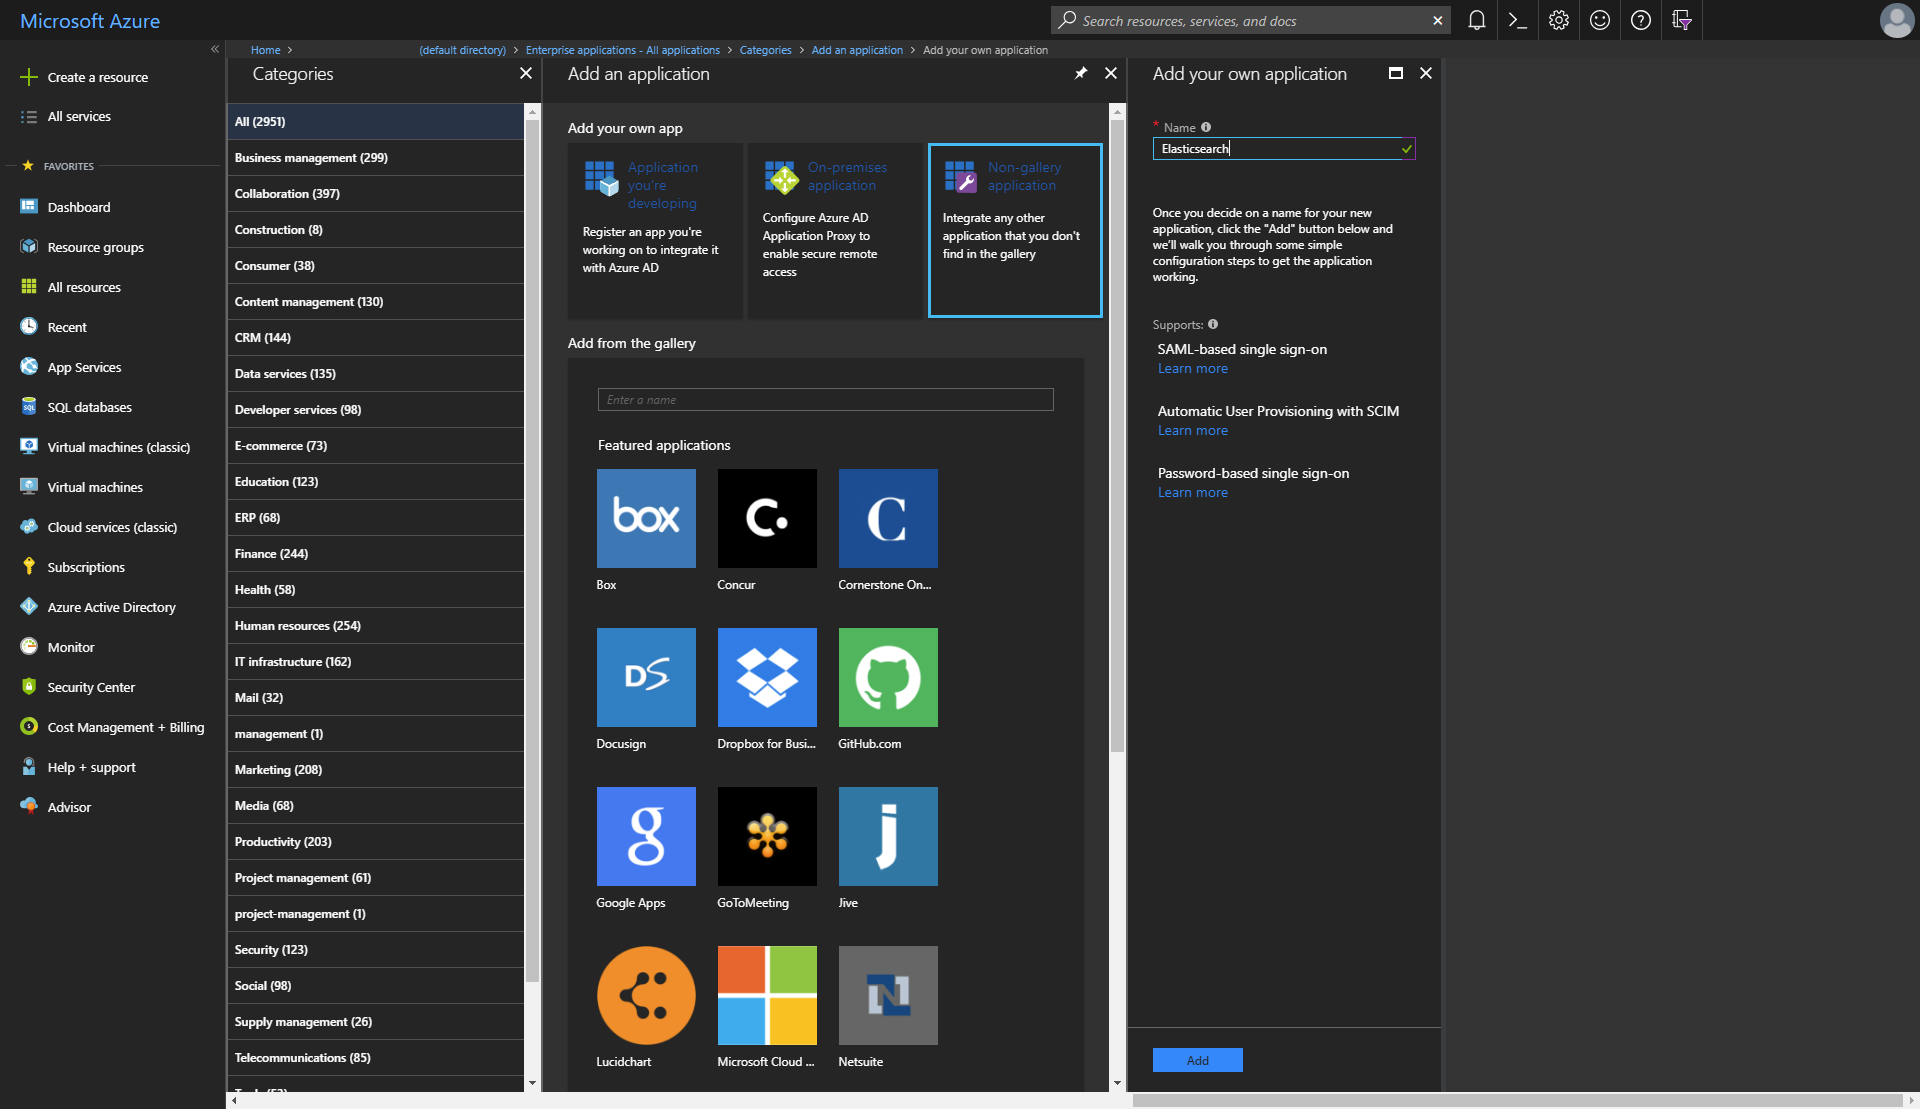 Microsoft Azure
Search resources, services, and docs
Home
(default directory)
Enterprise applications - All applications
Categories
Add an application
Add your own application
Create a resource
All services
FAVORITES
Dashboard
Resource groups
All resources
Recent
App Services
SQL databases
Virtual machines (classic)
Virtual machines
Cloud services (classic)
Subscriptions
Azure Active Directory
Monitor
Security Center
Cost Management + Billing
Help + support
Advisor
Categories
All (2951)
Business management (299)
Collaboration (397)
Construction (8)
Consumer (38)
Content management (130)
CRM (144)
Data services (135)
Developer services (98)
E-commerce (73)
Education (123)
ERP (68)
Finance (244)
Health (58)
Human resources (254)
IT infrastructure (162)
Mail (32)
management (1)
Marketing (208)
Media (68)
Productivity (203)
Project management (61)
project-management (1)
Security (123)
Social (98)
Supply management (26)
Telecommunications (85)
Add an application
Add your own app
Application
you're
developing
Register an app you're
working on to integrate it
with Azure AD
On-premises
application
Configure Azure AD
Application Proxy to
enable secure remote
access
Non-gallery
application
Integrate any other
application that you don't
find in the gallery
Add from the gallery
Enter a name
Featured applications
box
Box
Concur
Cornerstone On...
DS
Docusign
Dropbox for Busi...
GitHub.com
Google Apps
GoToMeeting
Jive
Lucidchart
Microsoft Cloud ...
Netsuite
Add your own application
* Name
Elasticsearch
Once you decide on a name for your new
application, click the "Add" button below and
we'll walk you through some simple
configuration steps to get the application
working.
Supports:
SAML-based single sign-on
Learn more
Automatic User Provisioning with SCIM
Learn more
Password-based single sign-on
Learn more
Add